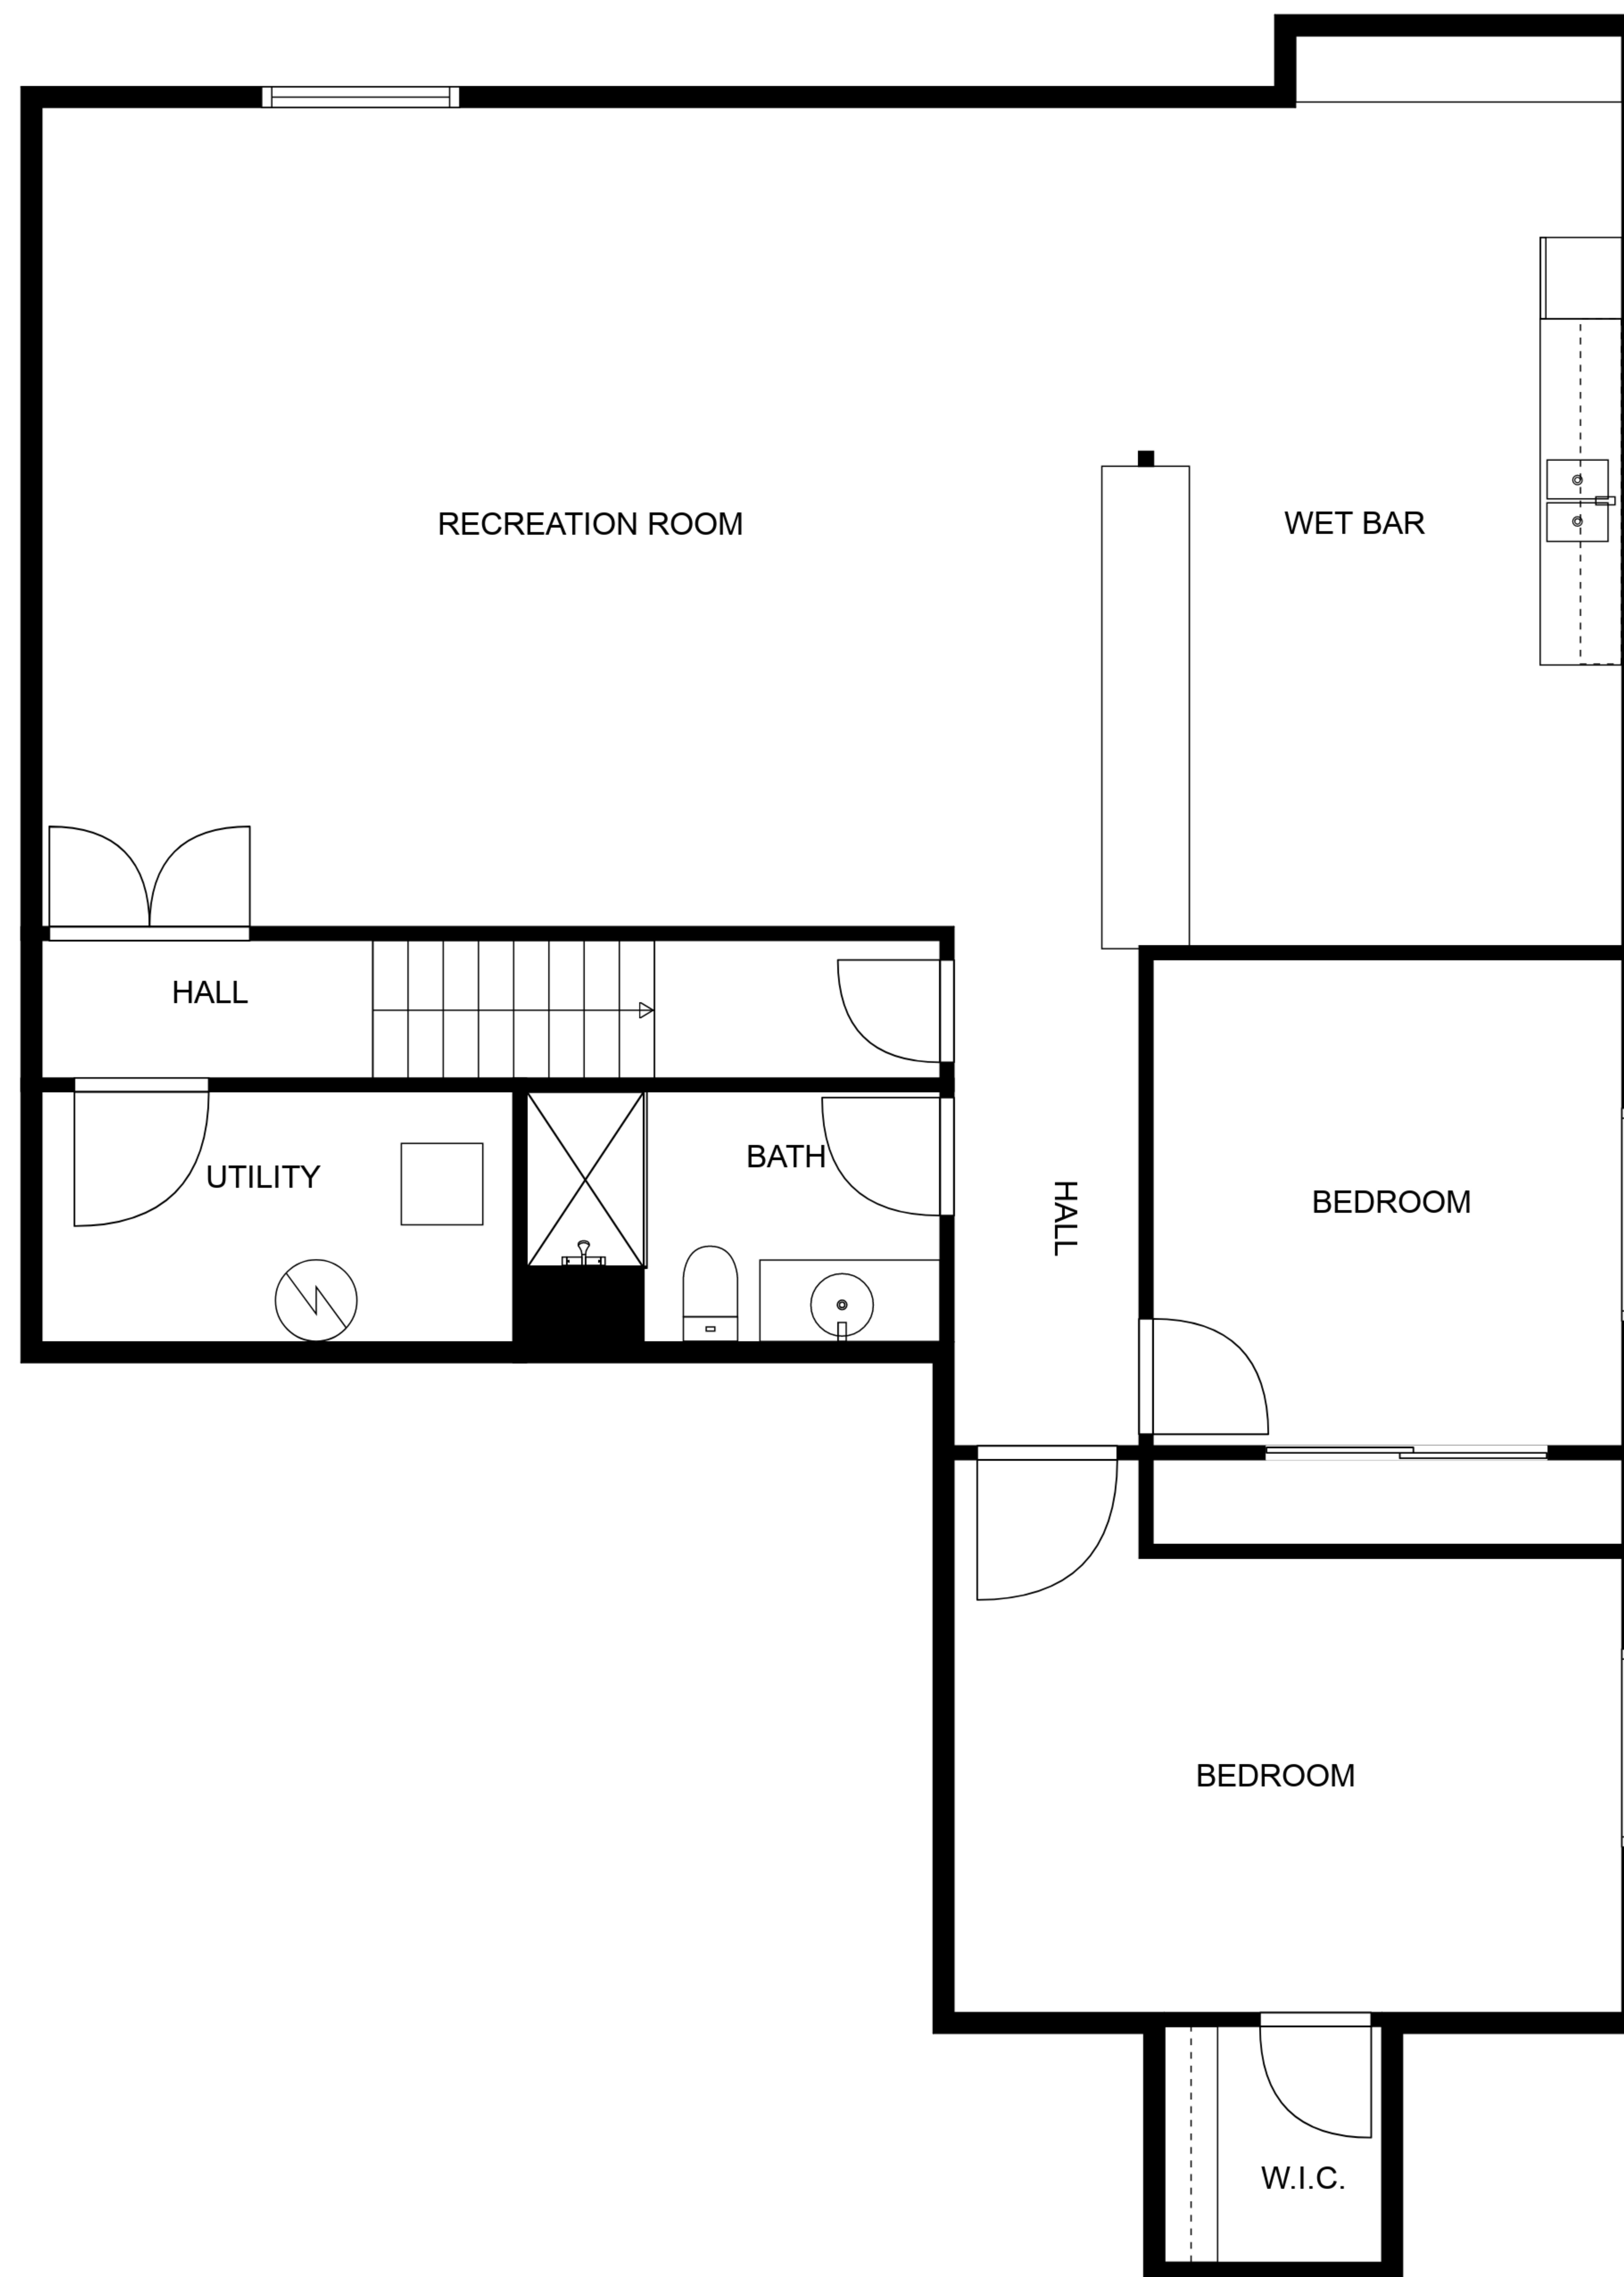 RECREATION ROOM
WET BAR
HALL
BATH
UTILITY
HALL
BEDROOM
BEDROOM
W.I.C.